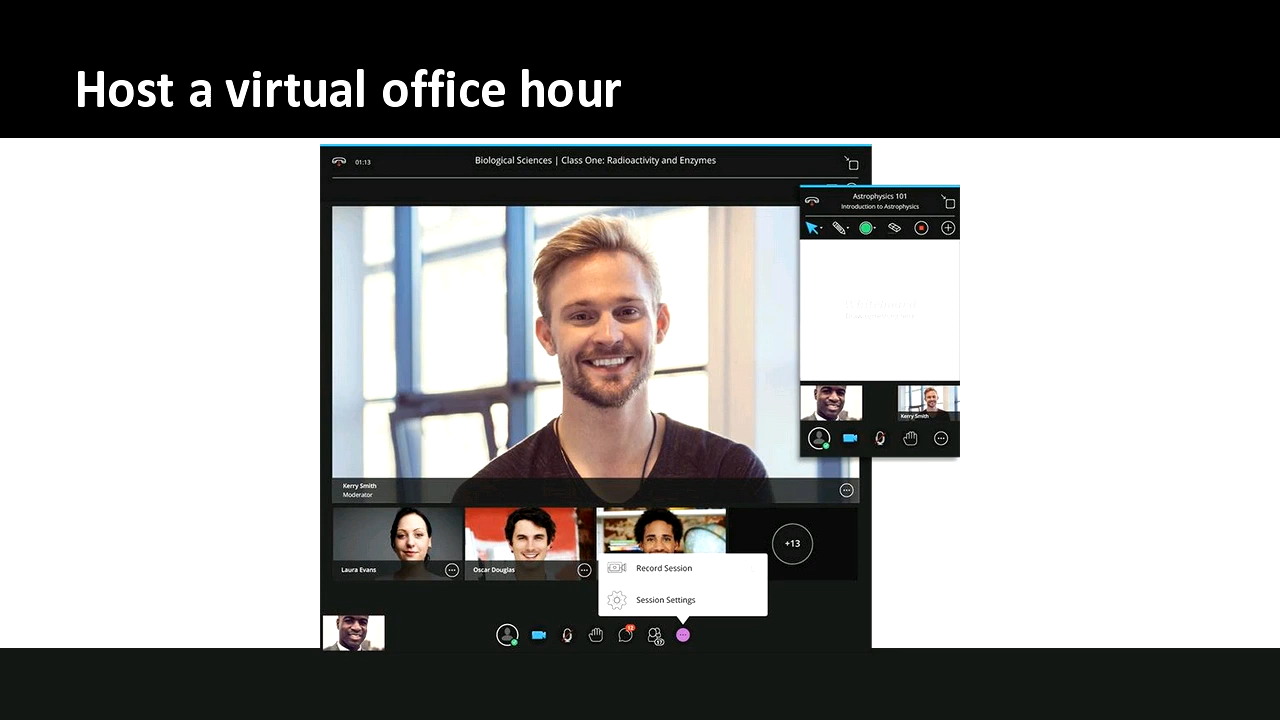 Host a virtual office hour
01:13
Biological Sciences | Class One: Radioactivity and Enzymes
Astrophysics 101
Introduction to Astrophysics
Kerry Smith
Kerry Smith
Moderator
Laura Evans
Oscar Douglas
+13
Record Session
Session Settings
17